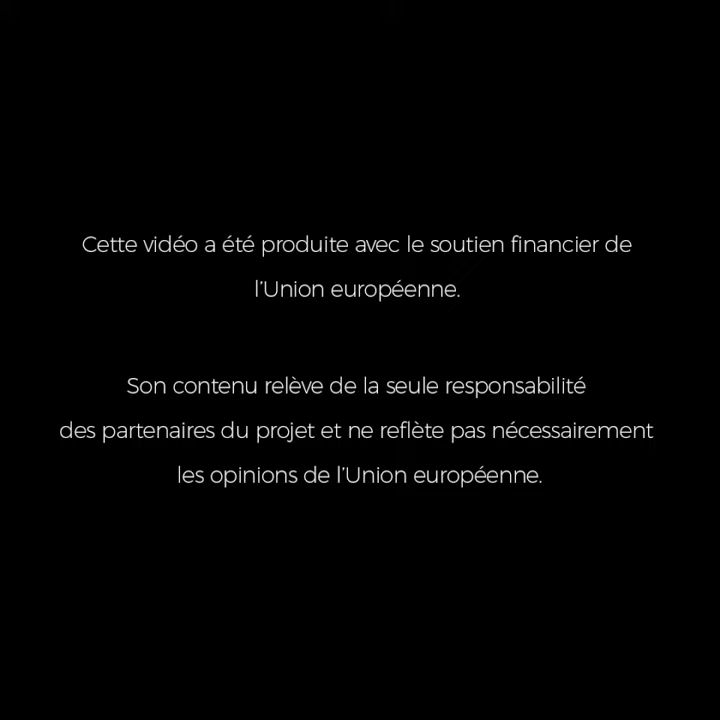 Cette vidéo a été produite avec le soutien financier de
l'Union européenne.
Son contenu relève de la seule responsabilité
des partenaires du projet et ne reflète pas nécessairement
les opinions de l'Union européenne.